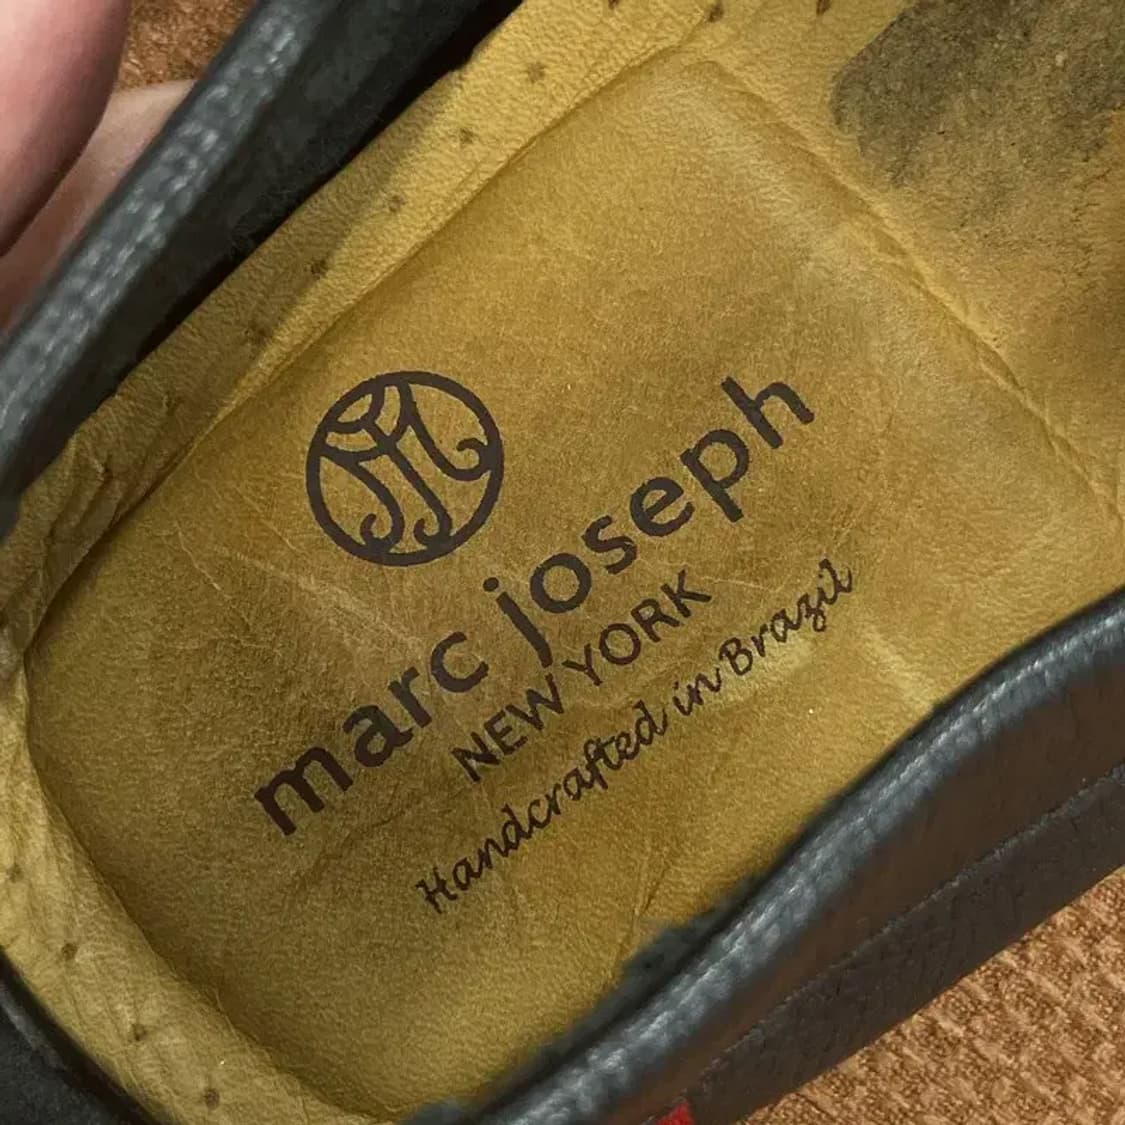 marc joseph
NEW YORK
Handcrafted in Brazil